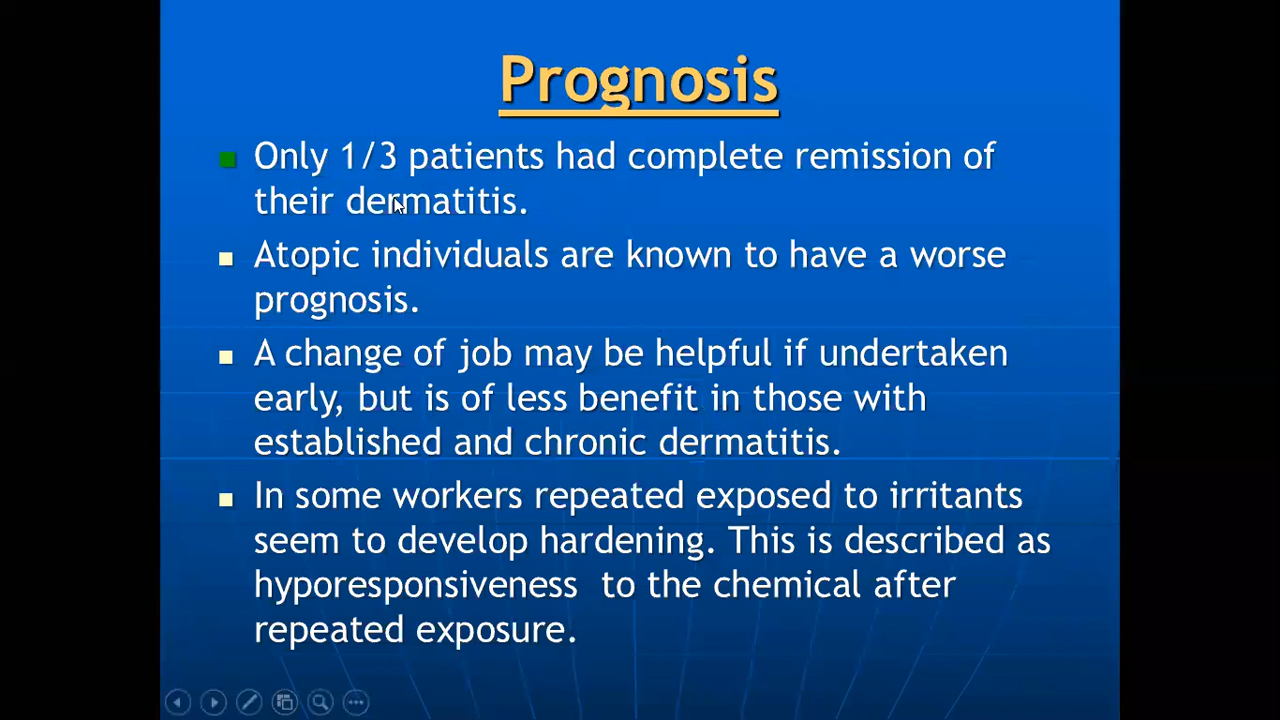 Prognosis
Only 1/3 patients had complete remission of
their dermatitis.
Atopic individuals are known to have a worse
prognosis.
A change of job may be helpful if undertaken
early, but is of less benefit in those with
established and chronic dermatitis.
In some workers repeated exposed to irritants
seem to develop hardening. This is described as
hyporesponsiveness  to the chemical after
repeated exposure.